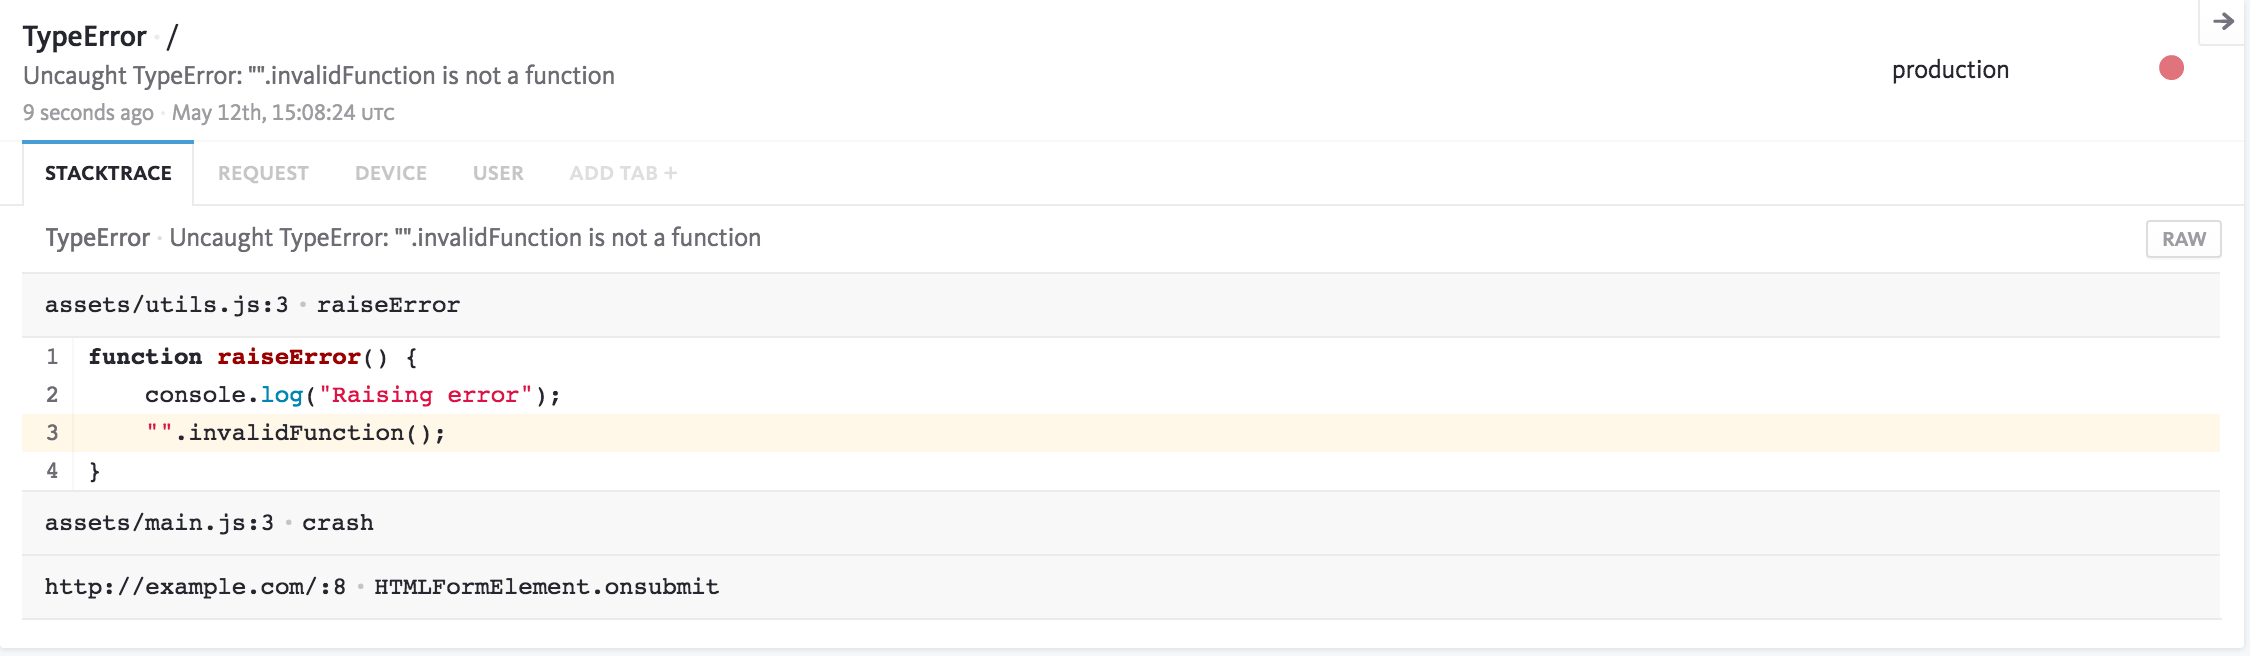 TypeError · /
Uncaught TypeError: "".invalidFunction is not a function
9 seconds ago · May 12th, 15:08:24 UTC
production
STACKTRACE REQUEST DEVICE USER ADD TAB +
TypeError · Uncaught TypeError: "".invalidFunction is not a function
RAW
assets/utils.js:3 · raiseError
1 function raiseError() {
2     console.log("Raising error");
3     "".invalidFunction();
4 }
assets/main.js:3 · crash
http://example.com/:8 · HTMLFormElement.onsubmit